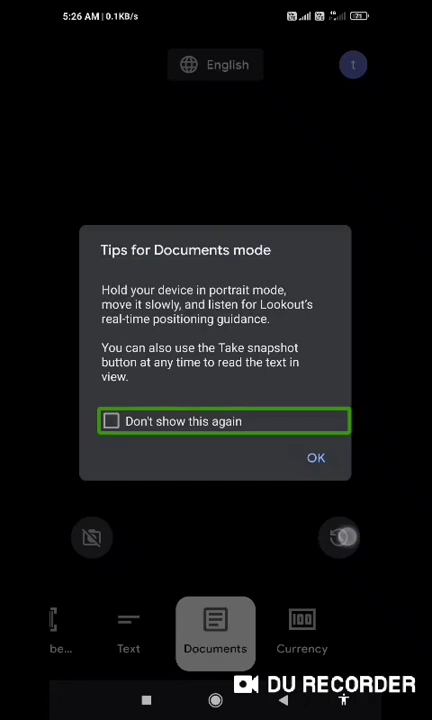 5:26 AM | 0.1KB/s
71
English
t
Tips for Documents mode
Hold your device in portrait mode,
move it slowly, and listen for Lookout's
real-time positioning guidance.
You can also use the Take snapshot
button at any time to read the text in
view.
Don't show this again
OK
be...
Text
Documents
Currency
DU RECORDER